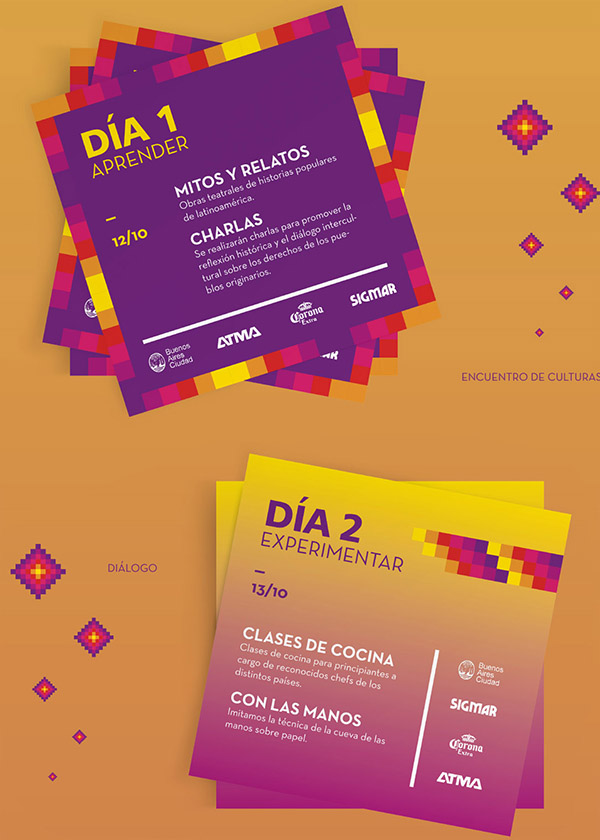 DÍA 1
APRENDER
12/10
MITOS Y RELATOS
Obras teatrales de historias populares
de latinoamérica.
CHARLAS
Se realizarán charlas para promover la
reflexión histórica y el diálogo intercul-
tural sobre los derechos de los pue-
blos originarios.
Buenos
Aires
Ciudad
ATMA
Corona
Extra
SIGMAR
ENCUENTRO DE CULTURAS
DIÁLOGO
DÍA 2
EXPERIMENTAR
13/10
CLASES DE COCINA
Clases de cocina para principiantes a
cargo de reconocidos chefs de los
distintos países.
CON LAS MANOS
Imitamos la técnica de la cueva de las
manos sobre papel.
Buenos
Aires
Ciudad
SIGMAR
Corona
Extra
ATMA